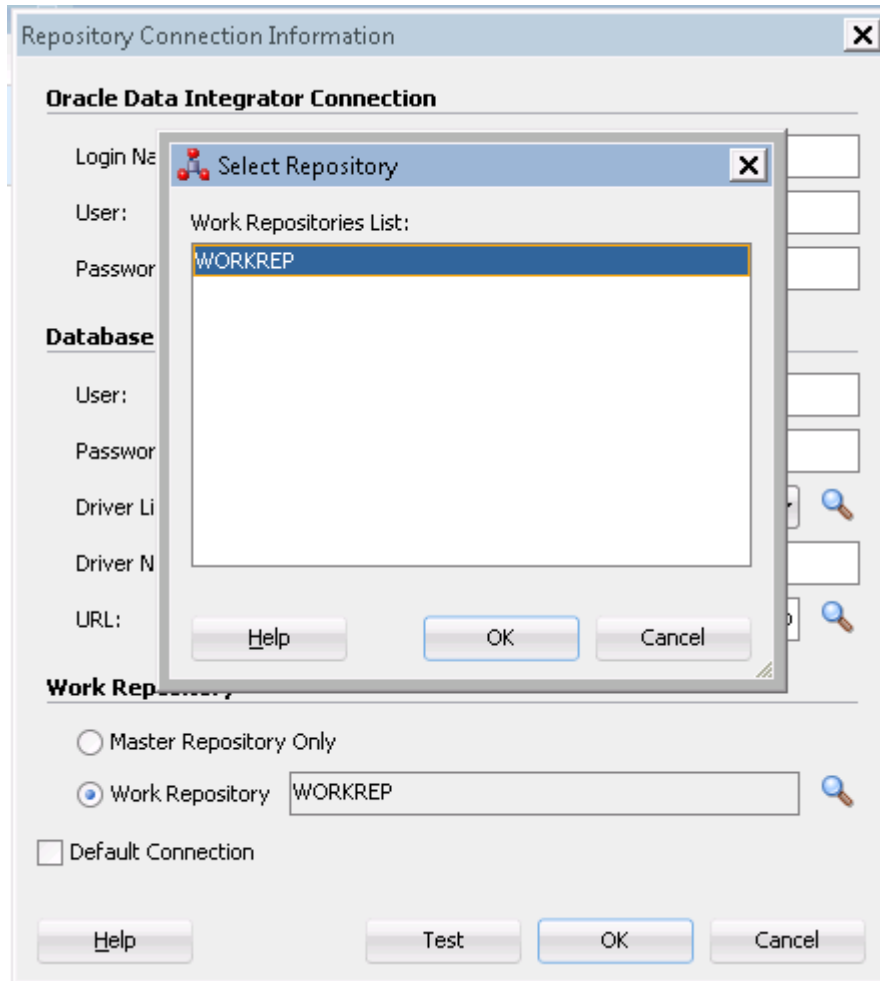 Repository Connection Information
Oracle Data Integrator Connection
Login Na
Select Repository
User:
Work Repositories List:
Passwor
WORKREP
Database
User:
Passwor
Driver Li
Driver N
URL:
Help OK Cancel
Work Repository
Master Repository Only
Work Repository WORKREP
Default Connection
Help Test OK Cancel